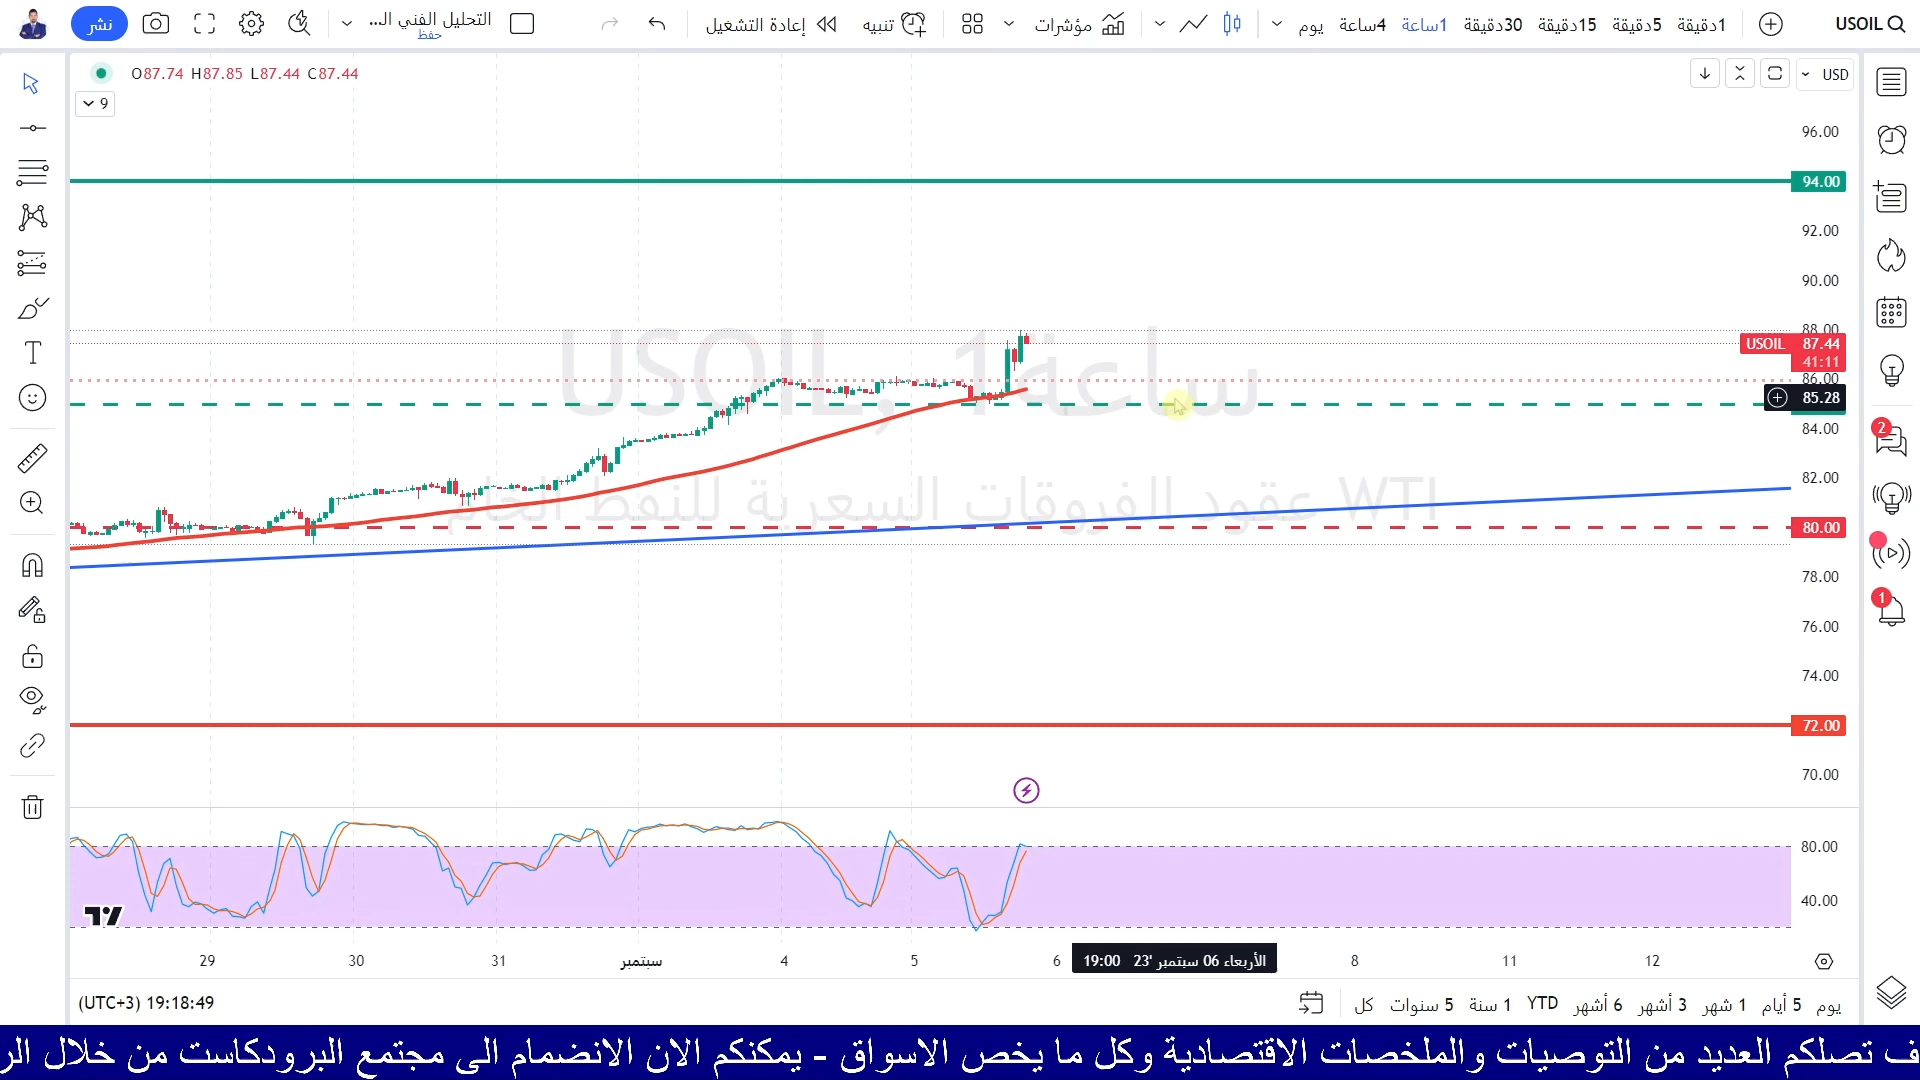 نشر
التحليل الفني الـ...
حفظ
إعادة التشغيل
تنبيه
مؤشرات
يوم
4ساعة
1ساعة
30دقيقة
15دقيقة
5دقيقة
1دقيقة
USOIL
O87.74 H87.85 L87.44 C87.44
9
USD
96.00
94.00
92.00
90.00
88.00
USOIL 87.44
41:11
86.00
85.28
84.00
82.00
80.00
78.00
76.00
74.00
72.00
70.00
USOIL, 1ساعة
WTI عقود الفروقات السعرية للنفط الخام
80.00
40.00
29 30 31 سبتمبر 4 5 6 8 11 12
الأربعاء 06 سبتمبر '23 19:00
19:18:49 (UTC+3)
يوم 5 أيام 1 شهر 3 أشهر 6 أشهر YTD 1 سنة 5 سنوات كل
2
1
ف تصلكم العديد من التوصيات والملخصات الاقتصادية وكل ما يخص الاسواق - يمكنكم الان الانضمام الى مجتمع البرودكاست من خلال الر